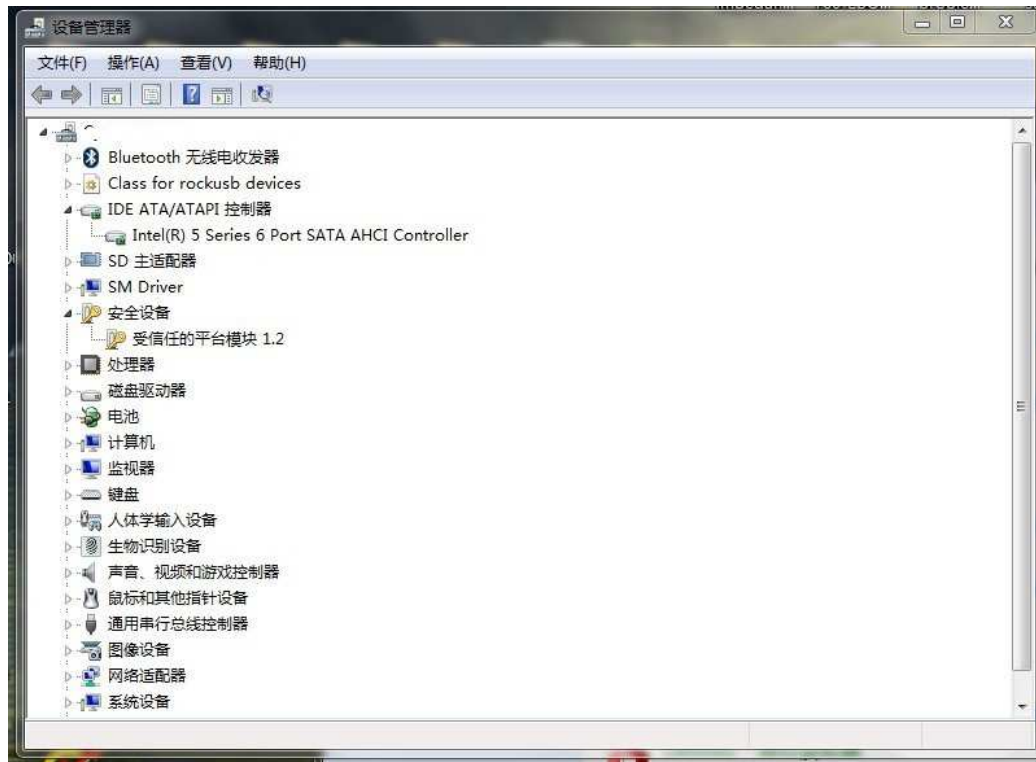 设备管理器
文件(F) 操作(A) 查看(V) 帮助(H)
Bluetooth 无线电收发器
Class for rockusb devices
IDE ATA/ATAPI 控制器
Intel(R) 5 Series 6 Port SATA AHCI Controller
SD 主适配器
SM Driver
安全设备
受信任的平台模块 1.2
处理器
磁盘驱动器
电池
计算机
监视器
键盘
人体学输入设备
生物识别设备
声音、视频和游戏控制器
鼠标和其他指针设备
通用串行总线控制器
图像设备
网络适配器
系统设备